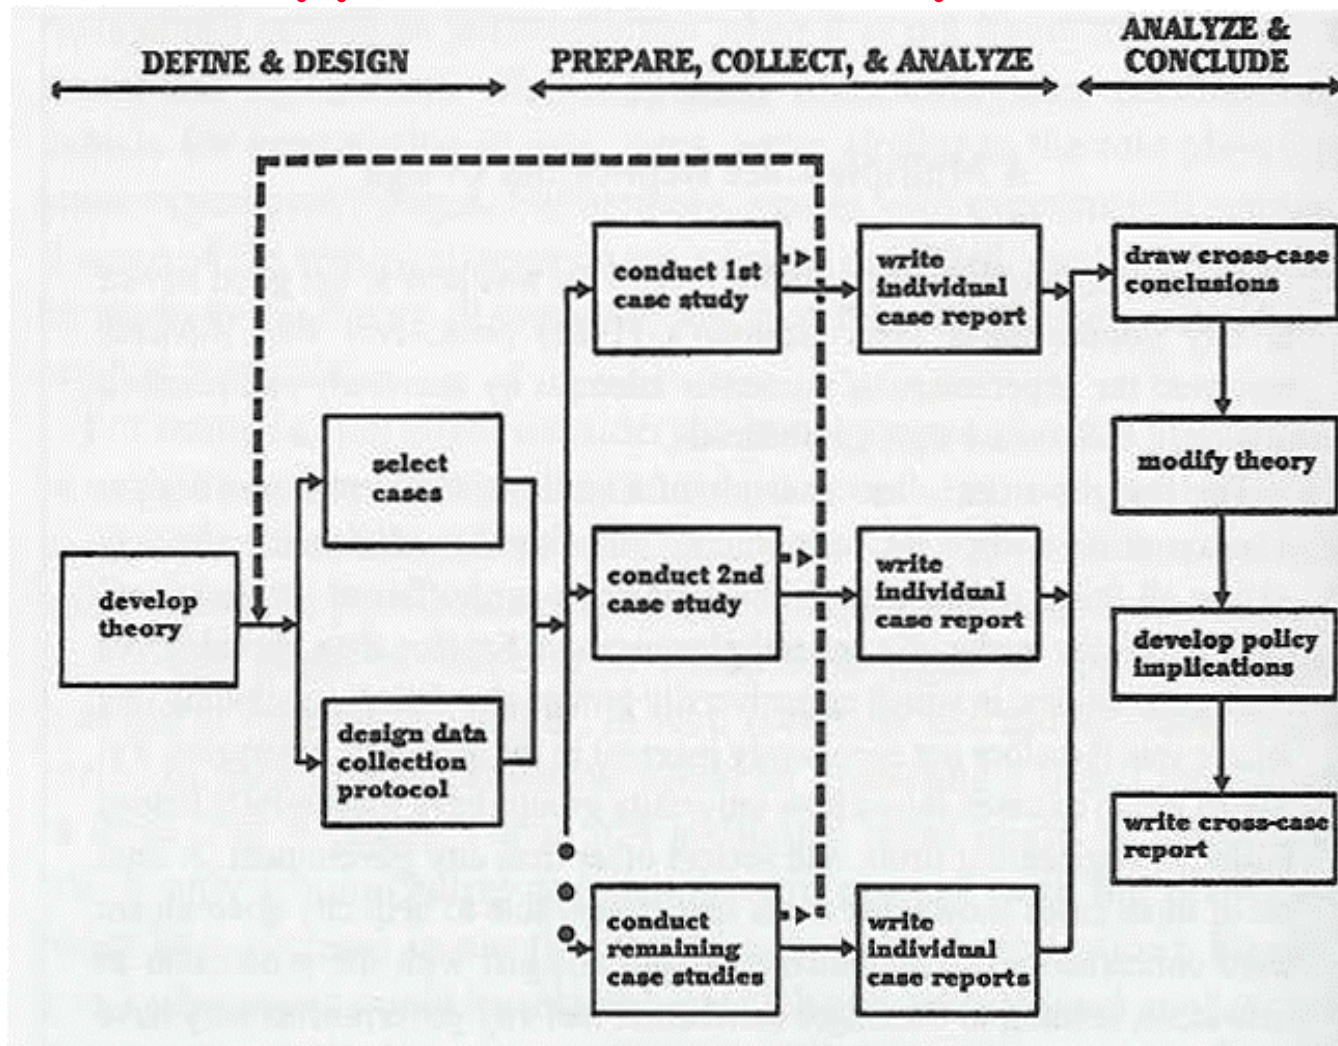 DEFINE & DESIGN
PREPARE, COLLECT, & ANALYZE
ANALYZE &
CONCLUDE
develop
theory
select
cases
design data
collection
protocol
conduct 1st
case study
conduct 2nd
case study
conduct
remaining
case studies
write
individual
case report
write
individual
case report
write
individual
case reports
draw cross-case
conclusions
modify theory
develop policy
implications
write cross-case
report